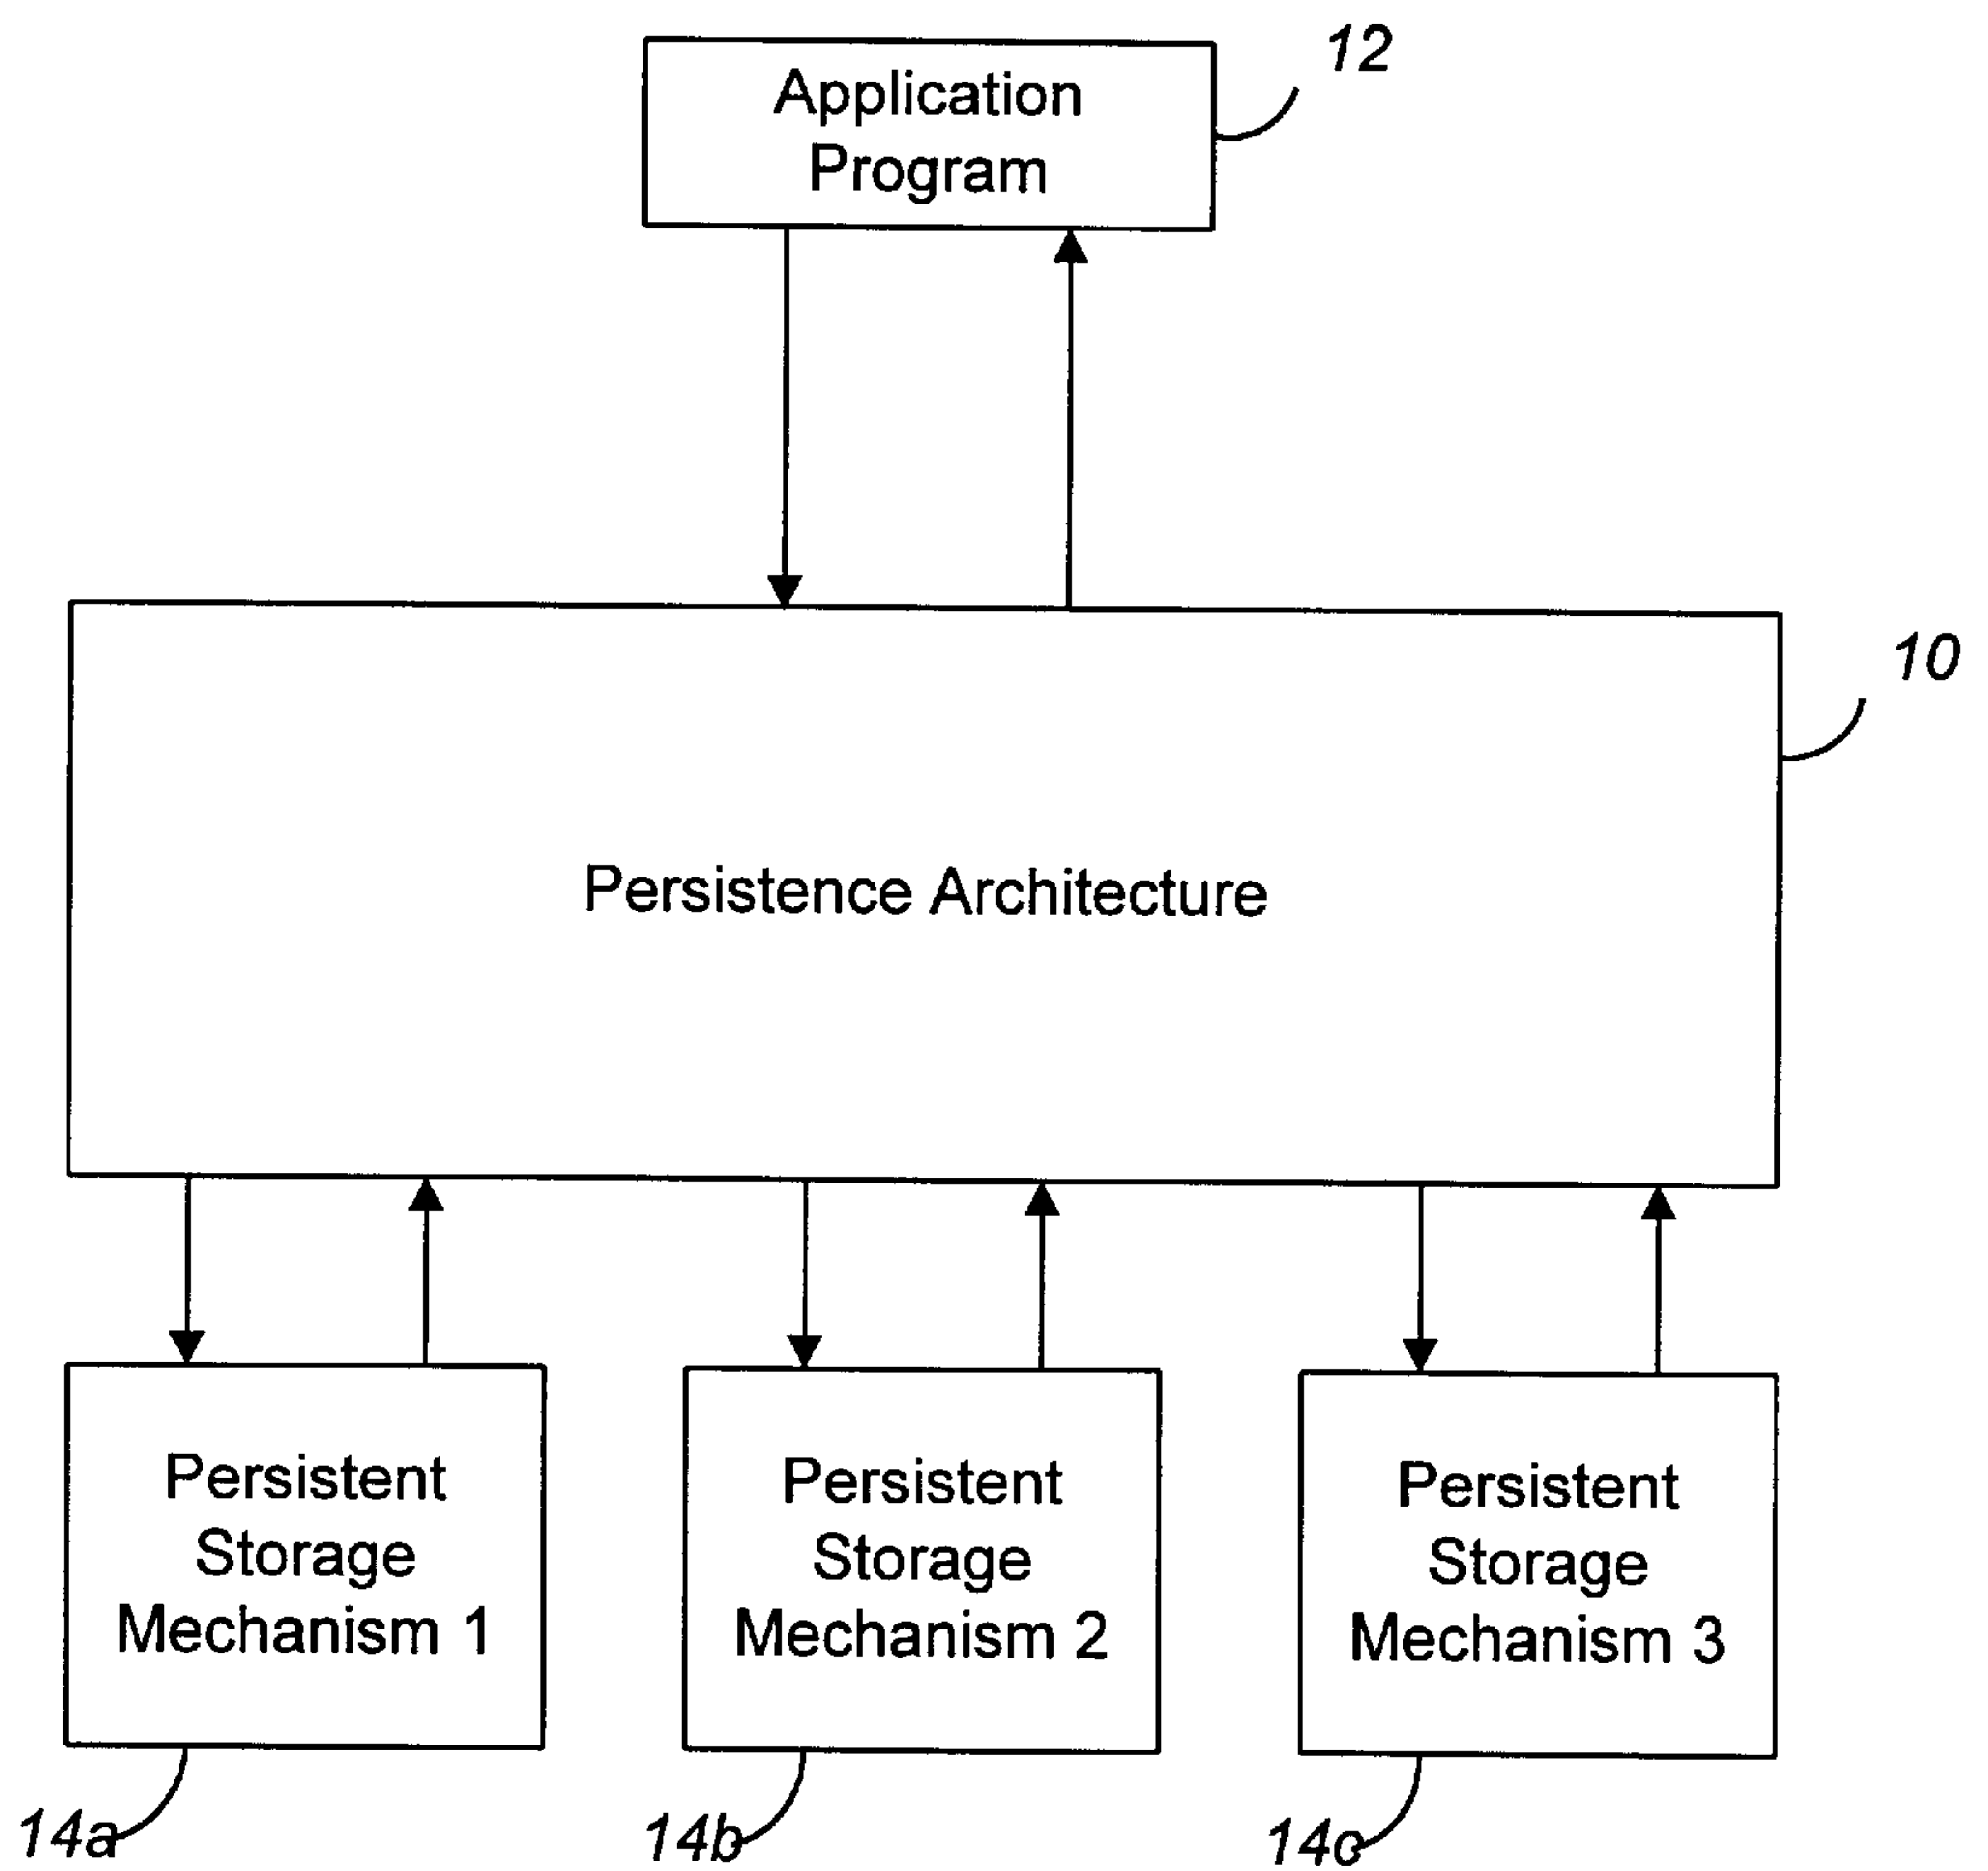 12
Application
Program
10
Persistence Architecture
Persistent
Storage
Mechanism 1
Persistent
Storage
Mechanism 2
Persistent
Storage
Mechanism 3
14a
14b
14c